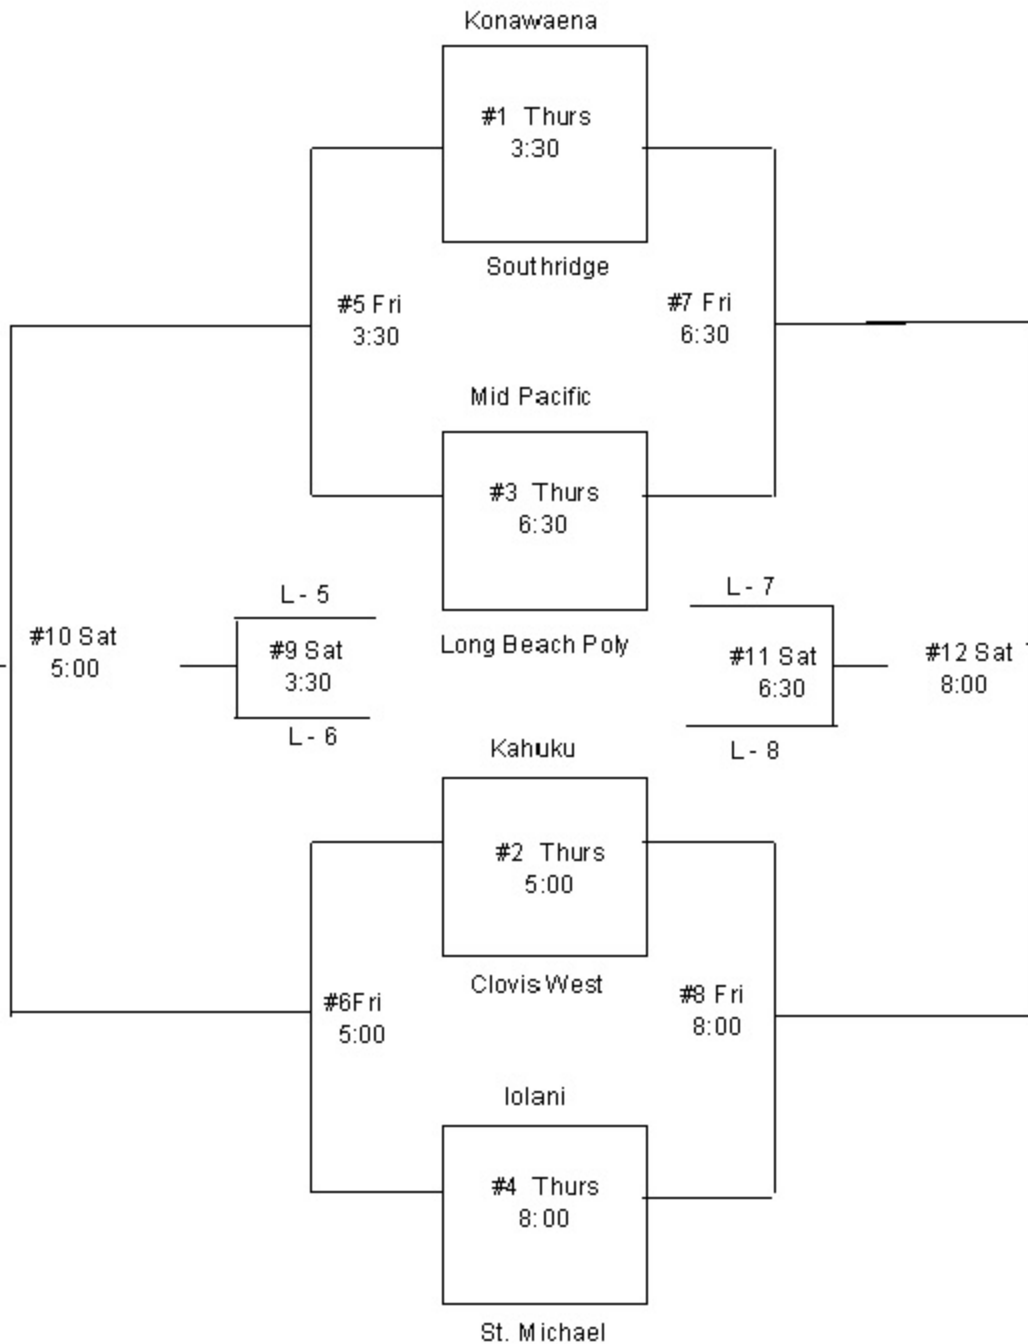 Konawaena
#1 Thurs
3:30
Southridge
#5 Fri
3:30
#7 Fri
6:30
Mid Pacific
#3 Thurs
6:30
Long Beach Poly
L - 5
#9 Sat
3:30
L - 6
#10 Sat
5:00
L - 7
#11 Sat
6:30
L - 8
#12 Sat
8:00
Kahuku
#2 Thurs
5:00
Clovis West
#6Fri
5:00
#8 Fri
8:00
Iolani
#4 Thurs
8:00
St. Michael